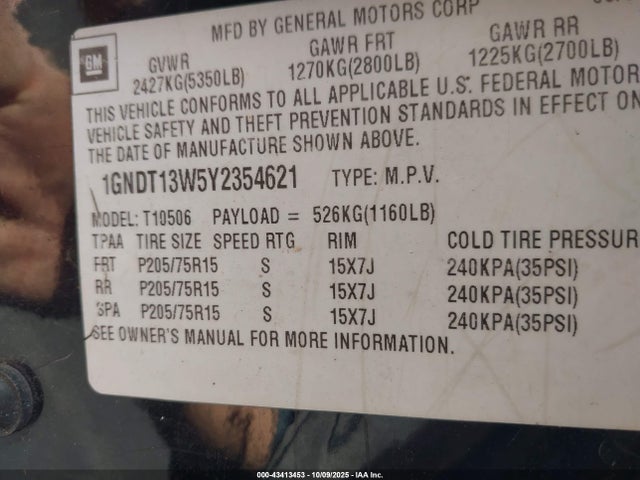 MFD BY GENERAL MOTORS CORP
GM
GVWR GAWR FRT GAWR RR
2427KG(5350LB) 1270KG(2800LB) 1225KG(2700LB)
THIS VEHICLE CONFORMS TO ALL APPLICABLE U.S. FEDERAL MOTOR
VEHICLE SAFETY AND THEFT PREVENTION STANDARDS IN EFFECT ON
THE DATE OF MANUFACTURE SHOWN ABOVE.
1GNDT13W5Y2354621 TYPE: M.P.V.
MODEL: T10506 PAYLOAD = 526KG(1160LB)
TPAA TIRE SIZE SPEED RTG RIM COLD TIRE PRESSUR
FRT P205/75R15 S 15X7J 240KPA(35PSI)
RR P205/75R15 S 15X7J 240KPA(35PSI)
SPA P205/75R15 S 15X7J 240KPA(35PSI)
SEE OWNER'S MANUAL FOR MORE INFORMATION.
000-43413453 - 10/09/2025 - IAA Inc.